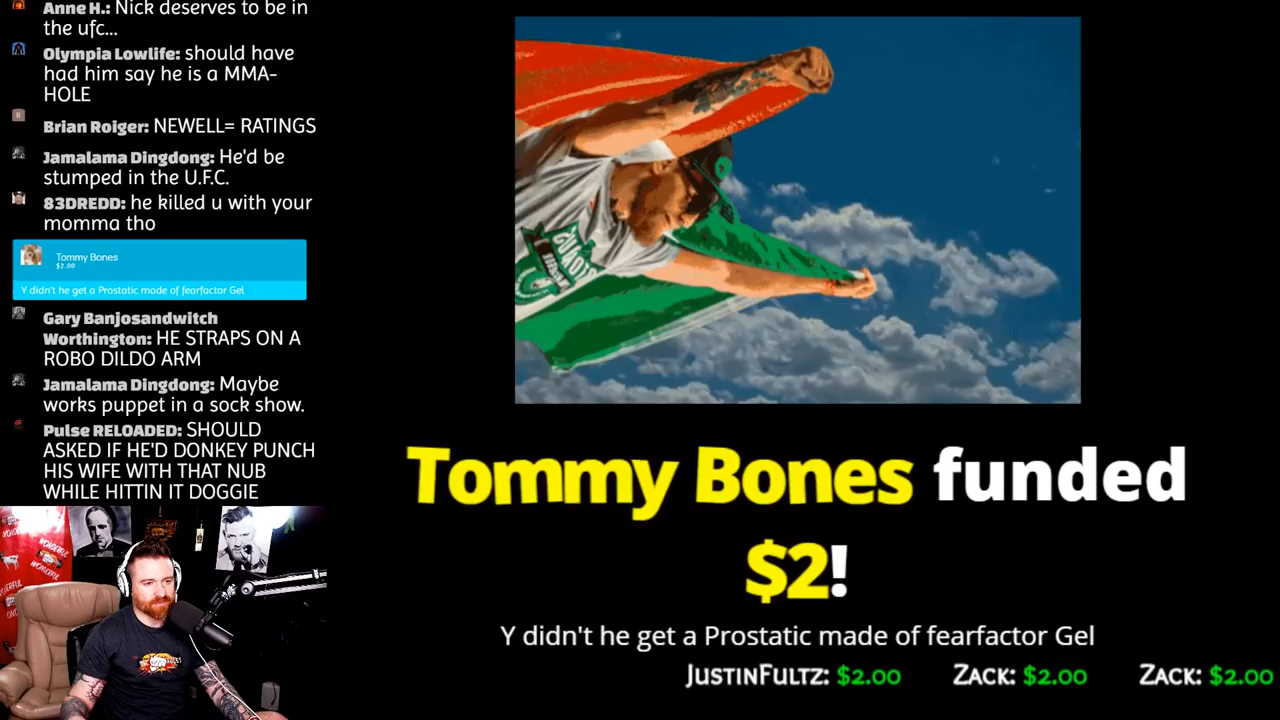 Anne H.: Nick deserves to be in
the ufc...
Olympia Lowlife: should have
had him say he is a MMA-
HOLE
Brian Roiger: NEWELL= RATINGS
Jamalama Dingdong: He'd be
stumped in the U.F.C.
83DREDD: he killed u with your
momma tho
Tommy Bones
$2.00
Y didn't he get a Prostatic made of fearfactor Gel
Gary Banjosandwitch
Worthington: HE STRAPS ON A
ROBO DILDO ARM
Jamalama Dingdong: Maybe
works puppet in a sock show.
Pulse RELOADED: SHOULD
ASKED IF HE'D DONKEY PUNCH
HIS WIFE WITH THAT NUB
WHILE HITTIN IT DOGGIE
Tommy Bones funded
$2!
Y didn't he get a Prostatic made of fearfactor Gel
JUSTINFULTZ: $2.00 ZACK: $2.00 ZACK: $2.00